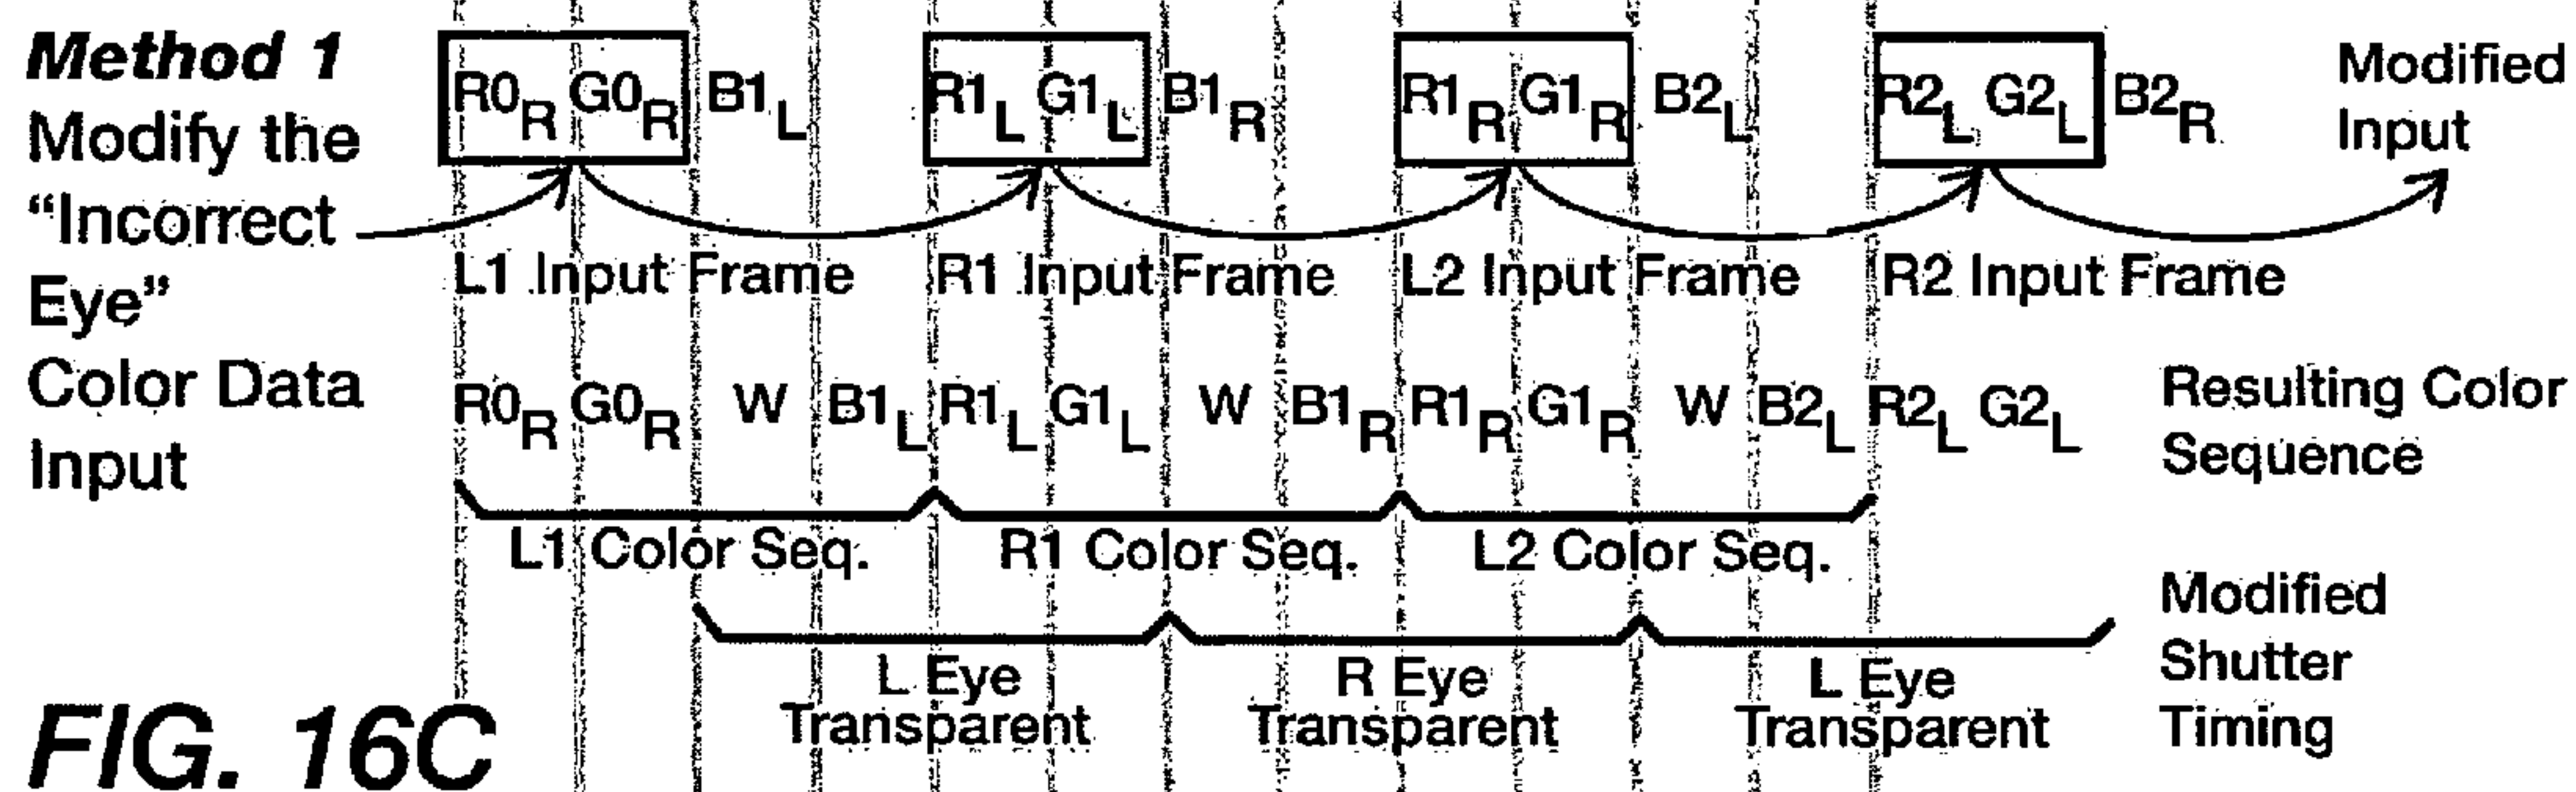 Method 1
Modify the
“Incorrect
Eye”
Color Data
Input
R0R G0R B1L R1L G1L B1R R1R G1R B2L R2L G2L B2R
Modified
Input
L1 Input Frame R1 Input Frame L2 Input Frame R2 Input Frame
R0R G0R W B1L R1L G1L W B1R R1R G1R W B2L R2L G2L
Resulting Color
Sequence
L1 Color Seq. R1 Color Seq. L2 Color Seq.
L Eye
Transparent
R Eye
Transparent
L Eye
Transparent
Modified
Shutter
Timing
FIG. 16C